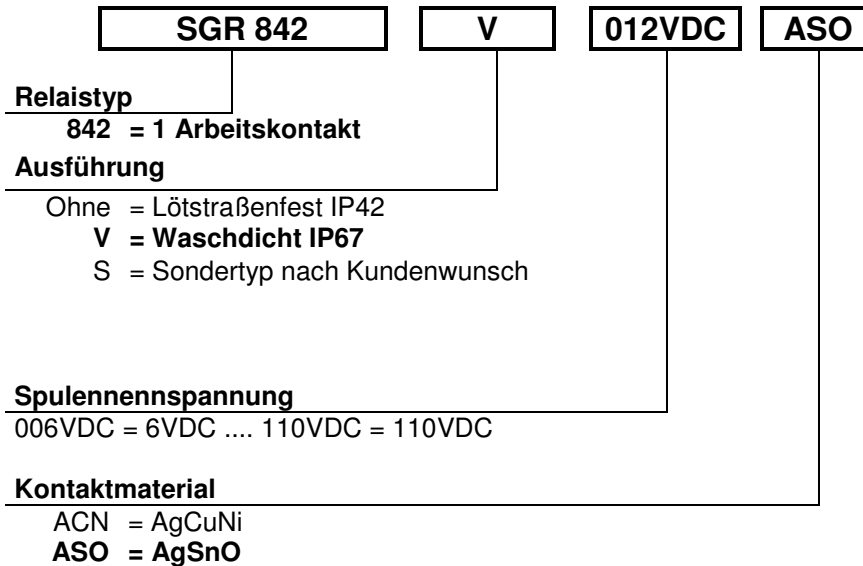 SGR 842 V 012VDC ASO
Relaistyp
842 = 1 Arbeitskontakt
Ausführung
Ohne = Lötstraßenfest IP42
V = Waschdicht IP67
S = Sondertyp nach Kundenwunsch
Spulennennspannung
006VDC = 6VDC .... 110VDC = 110VDC
Kontaktmaterial
ACN = AgCuNi
ASO = AgSnO